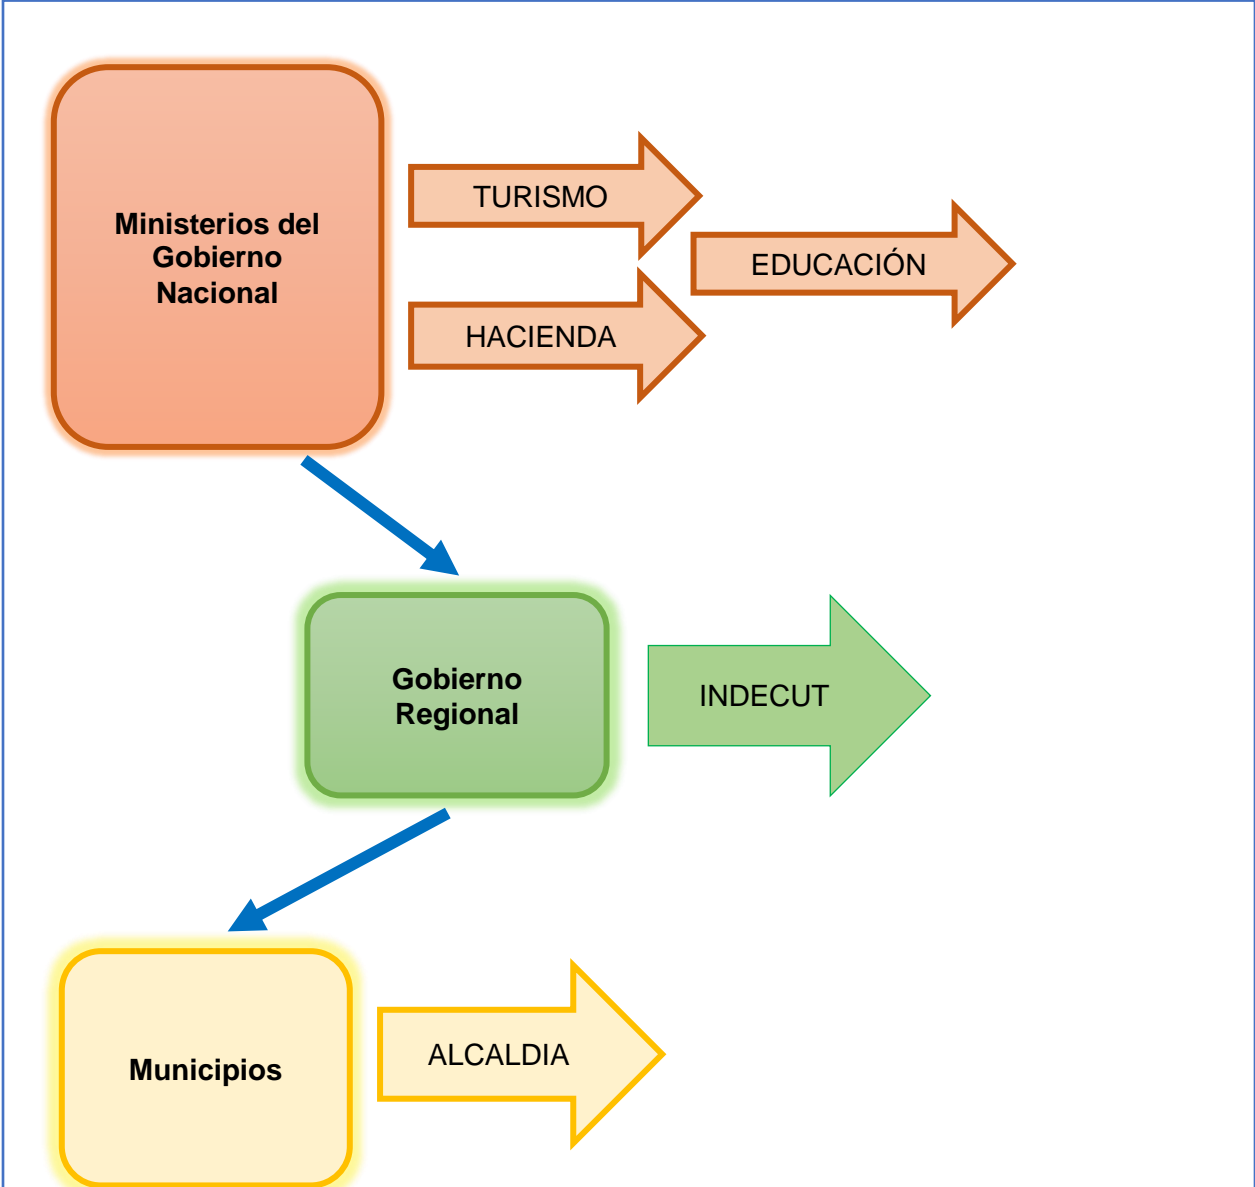 Ministerios del
Gobierno
Nacional
TURISMO
EDUCACIÓN
HACIENDA
Gobierno
Regional
INDECUT
Municipios
ALCALDIA